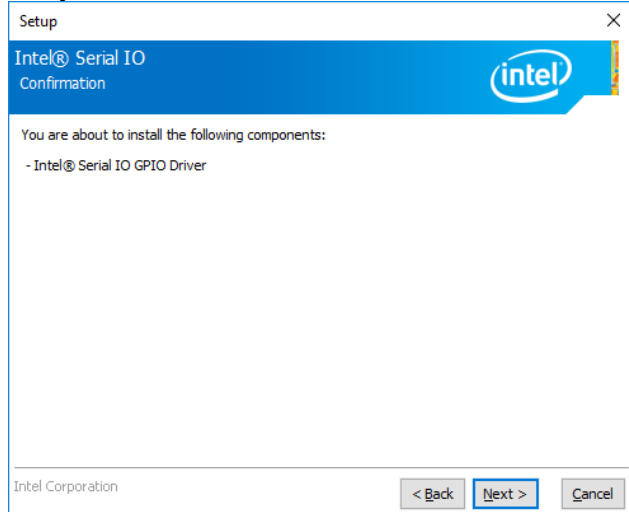 Setup
Intel® Serial IO
Confirmation
intel
You are about to install the following components:
- Intel® Serial IO GPIO Driver
Intel Corporation
< Back Next > Cancel